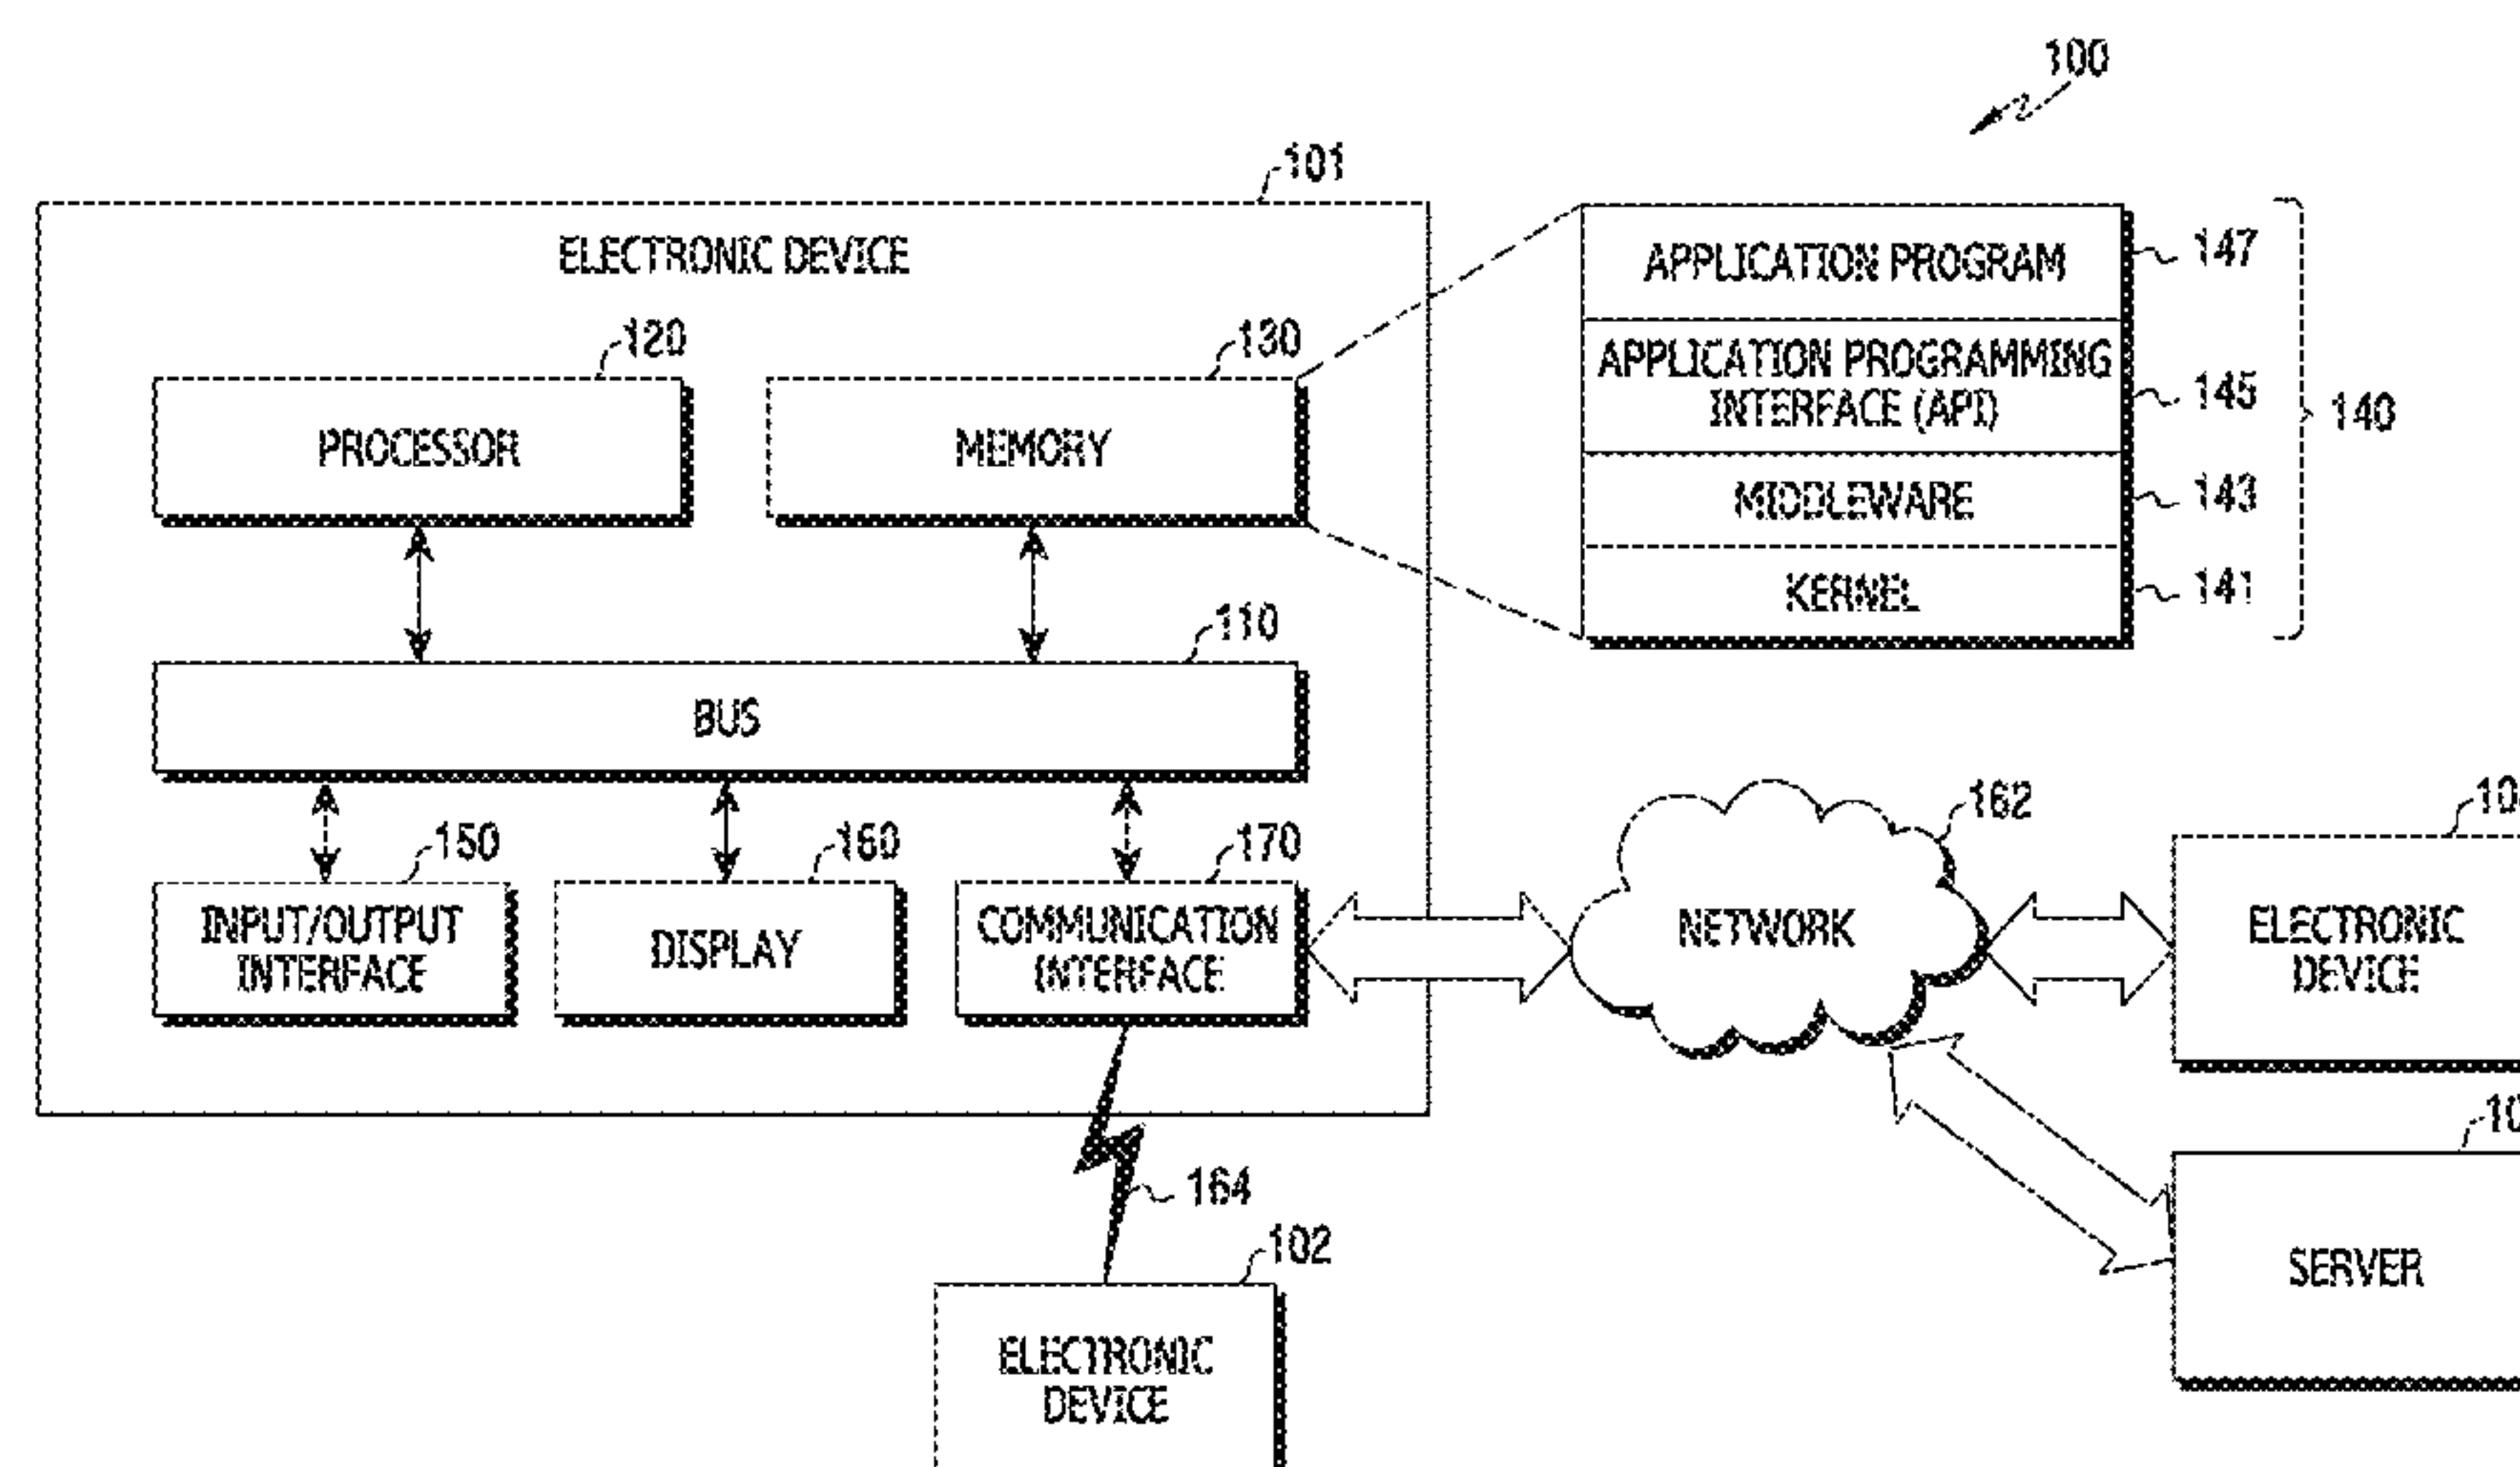 100
101
ELECTRONIC DEVICE
147
APPLICATION PROGRAM
120
130
APPLICATION PROGRAMMING
INTERFACE (API)
145
140
PROCESSOR
MEMORY
MIDDLEWARE
143
KERNEL
141
110
BUS
162
150
160
170
INPUT/OUTPUT
INTERFACE
DISPLAY
COMMUNICATION
INTERFACE
NETWORK
ELECTRONIC
DEVICE
164
102
SERVER
ELECTRONIC
DEVICE